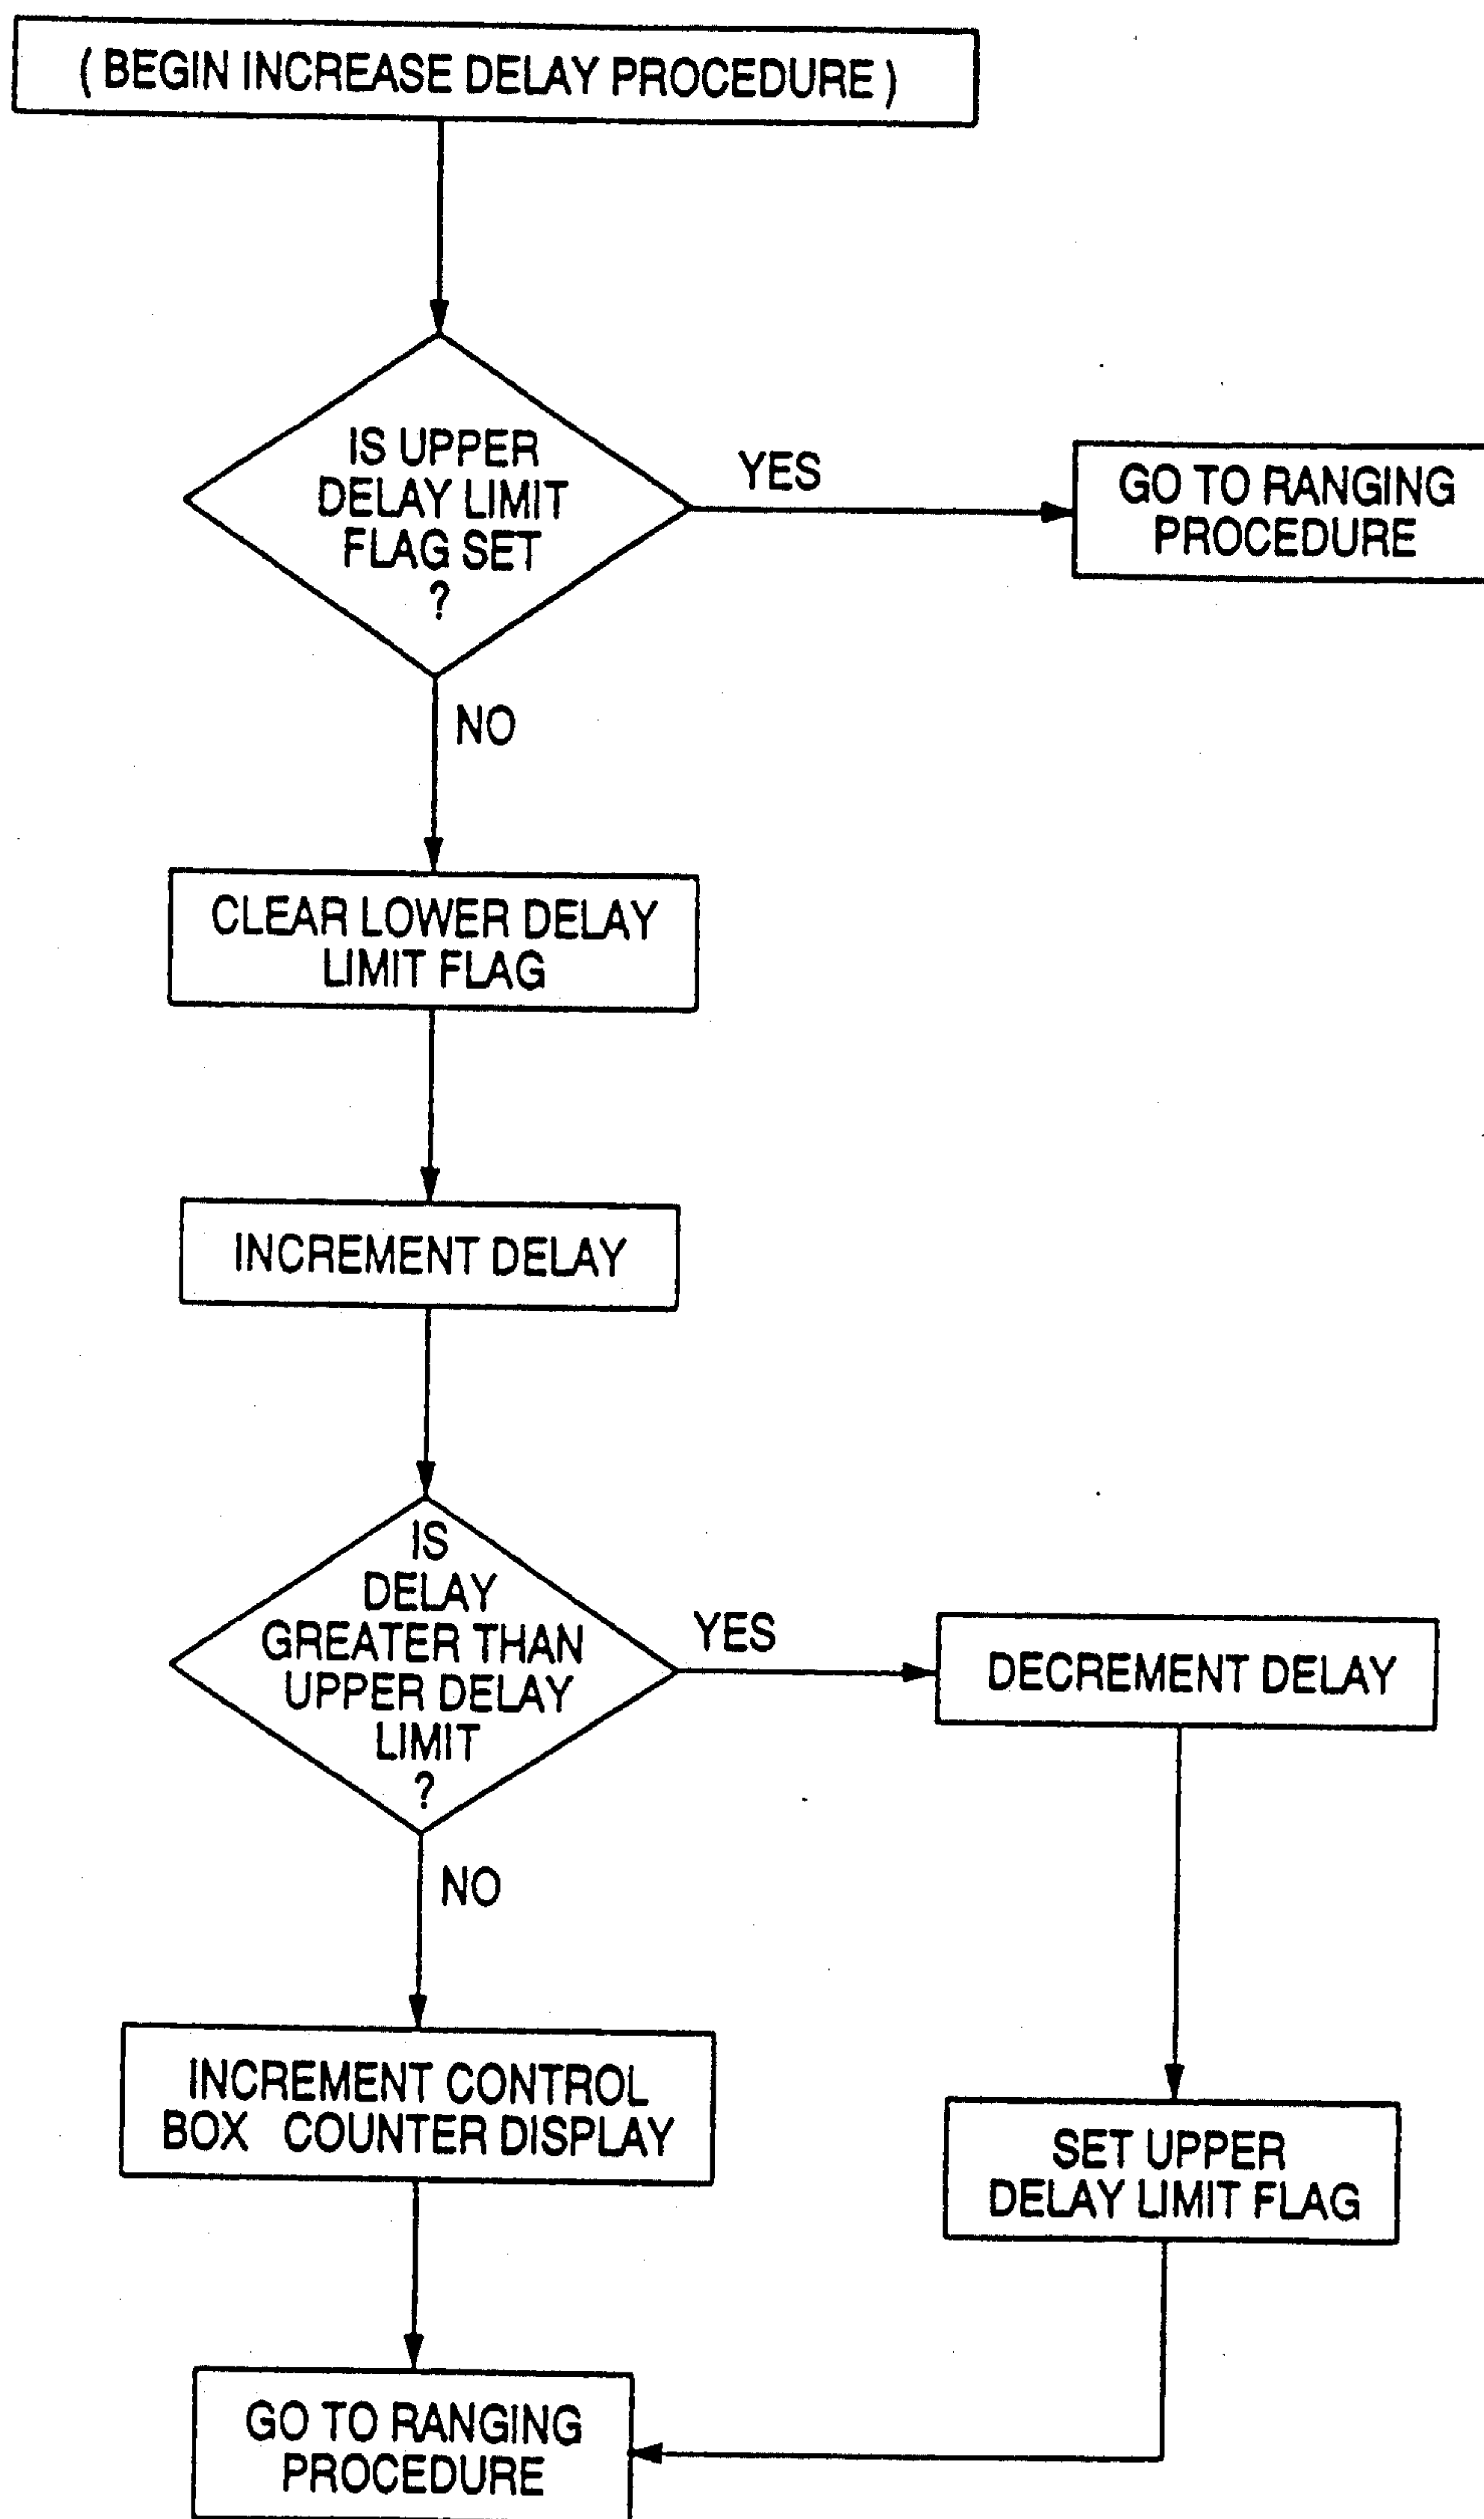 ( BEGIN INCREASE DELAY PROCEDURE )
IS UPPER
DELAY LIMIT
FLAG SET
?
YES
GO TO RANGING
PROCEDURE
NO
CLEAR LOWER DELAY
LIMIT FLAG
INCREMENT DELAY
IS
DELAY
GREATER THAN
UPPER DELAY
LIMIT
?
YES
DECREMENT DELAY
NO
INCREMENT CONTROL
BOX COUNTER DISPLAY
SET UPPER
DELAY LIMIT FLAG
GO TO RANGING
PROCEDURE